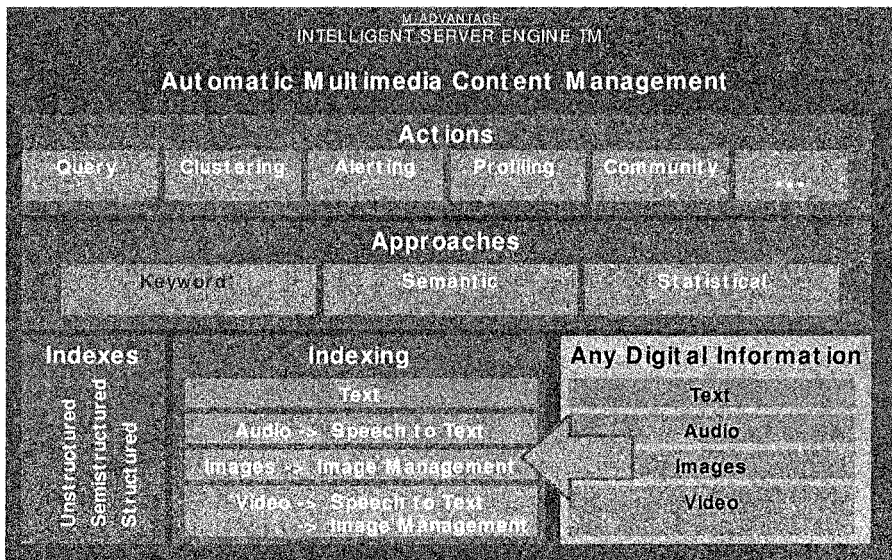 M-ADVANTAGE
INTELLIGENT SERVER ENGINE TM
Automatic Multimedia Content Management
Actions
Query
Clustering
Alerting
Profiling
Community
...
Approaches
Keyword
Semantic
Statistical
Indexes
Unstructured
Semistructured
Structured
Indexing
Text
Audio -> Speech to Text
Images -> Image Management
Video -> Speech to Text
-> Image Management
Any Digital Information
Text
Audio
Images
Video